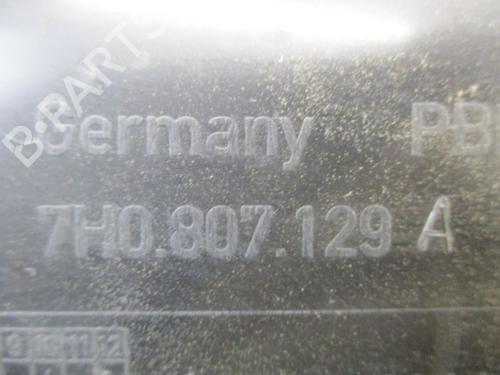 B-PARTS
Germany PB
7H0.807.129 A